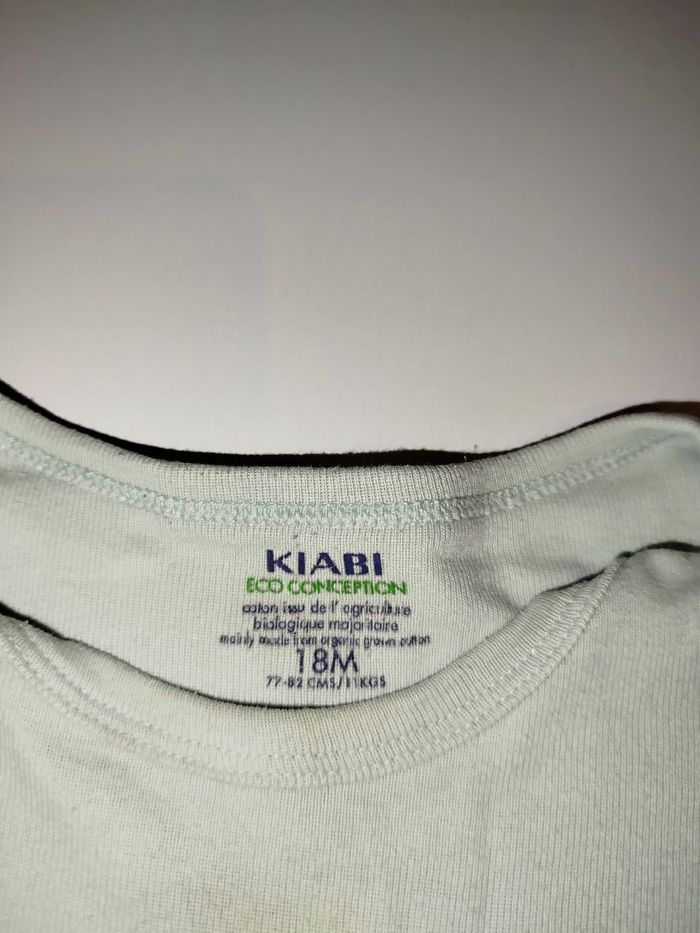 KIABI
ECO CONCEPTION
coton issu de l' agriculture
biologique majoritaire
mainly made from organic grown cotton
18M
77-82 CMS/11KGS